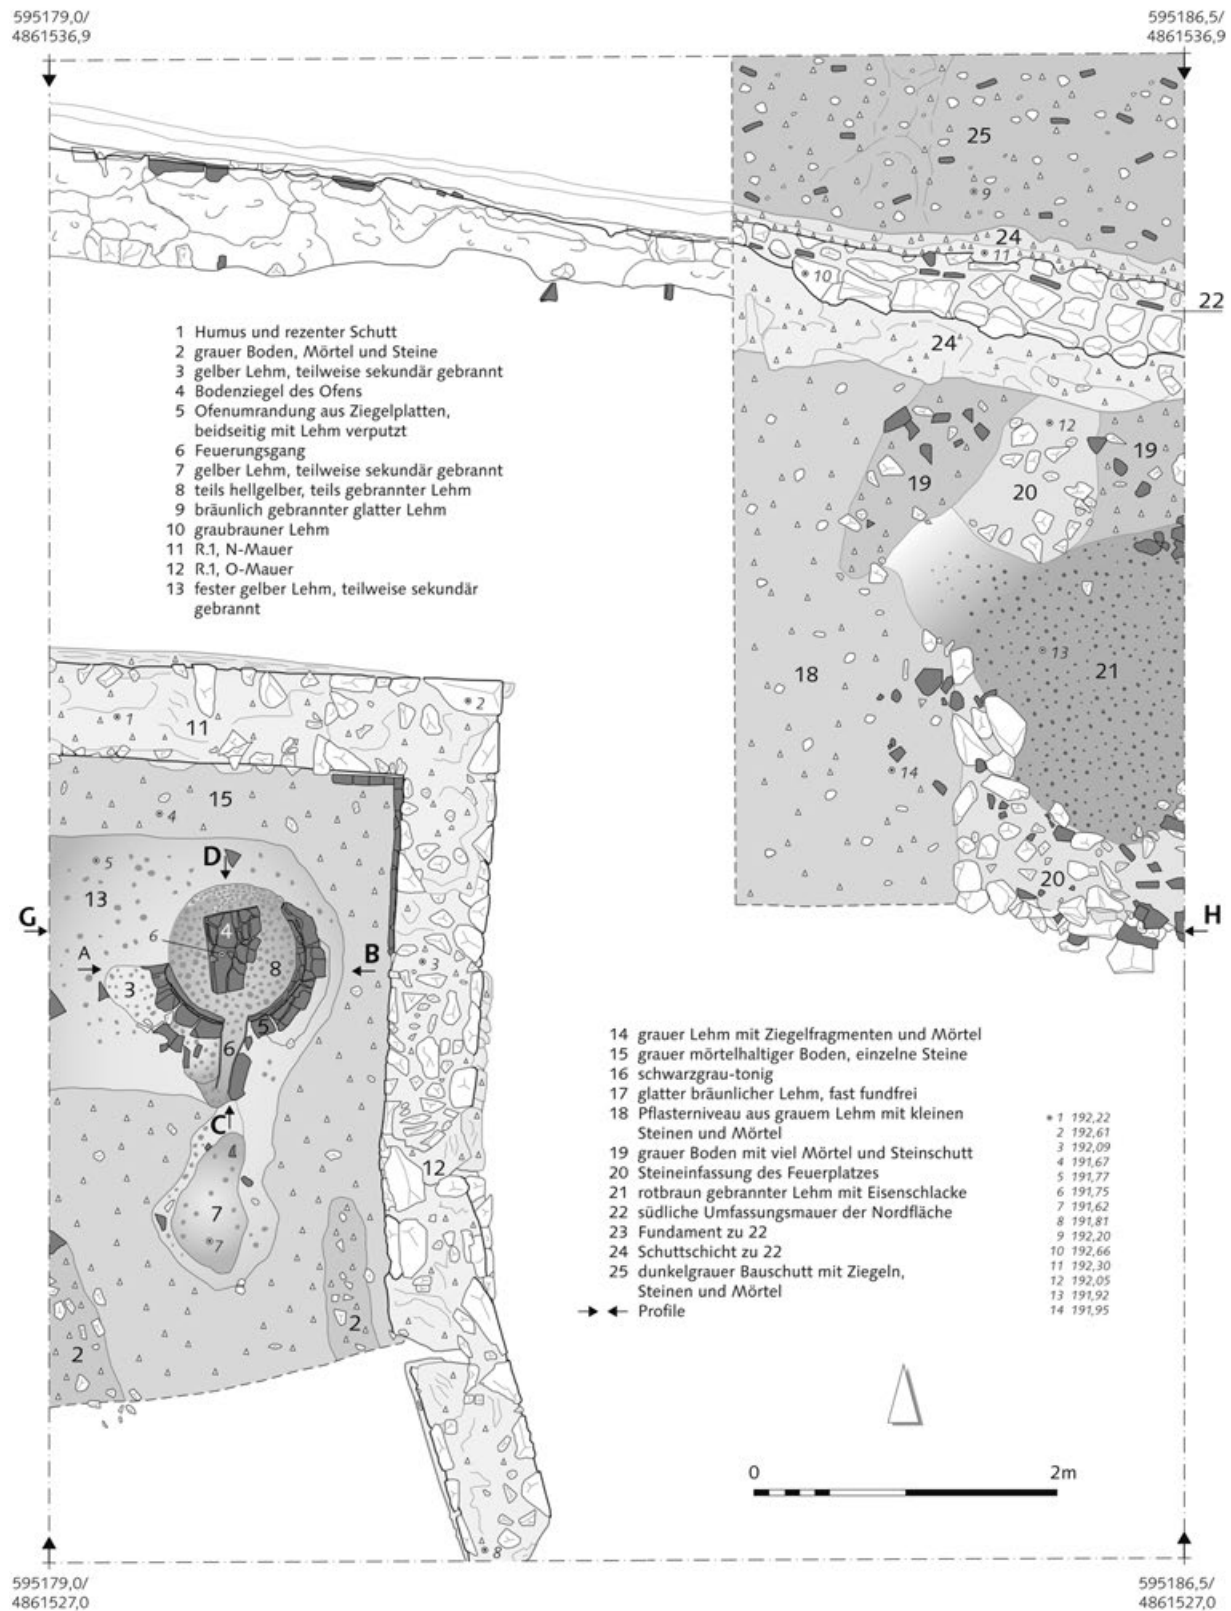 595179,0/
4861536,9
595186,5/
4861536,9
25
9
24
11
10
22
24
1 Humus und rezenter Schutt
2 grauer Boden, Mörtel und Steine
3 gelber Lehm, teilweise sekundär gebrannt
4 Bodenziegel des Ofens
5 Ofenumrandung aus Ziegelplatten,
beidseitig mit Lehm verputzt
6 Feuerungsgang
7 gelber Lehm, teilweise sekundär gebrannt
8 teils hellgelber, teils gebrannter Lehm
9 bräunlich gebrannter glatter Lehm
10 graubrauner Lehm
11 R.1, N-Mauer
12 R.1, O-Mauer
13 fester gelber Lehm, teilweise sekundär
gebrannt
12
19
19
20
13
18
21
14
20
1
11
2
15
4
D
5
13
G
4
6
A
B
8
3
3
5
6
C
12
7
7
2
2
8
H
14 grauer Lehm mit Ziegelfragmenten und Mörtel
15 grauer mörtelhaltiger Boden, einzelne Steine
16 schwarzgrau-tonig
17 glatter bräunlicher Lehm, fast fundfrei
18 Pflasterniveau aus grauem Lehm mit kleinen
Steinen und Mörtel
19 grauer Boden mit viel Mörtel und Steinschutt
20 Steineinfassung des Feuerplatzes
21 rotbraun gebrannter Lehm mit Eisenschlacke
22 südliche Umfassungsmauer der Nordfläche
23 Fundament zu 22
24 Schuttschicht zu 22
25 dunkelgrauer Bauschutt mit Ziegeln,
Steinen und Mörtel
Profile
1 192,22
2 192,61
3 192,09
4 191,67
5 191,77
6 191,75
7 191,62
8 191,81
9 192,20
10 192,66
11 192,30
12 192,05
13 191,92
14 191,95
0 2m
595179,0/
4861527,0
595186,5/
4861527,0